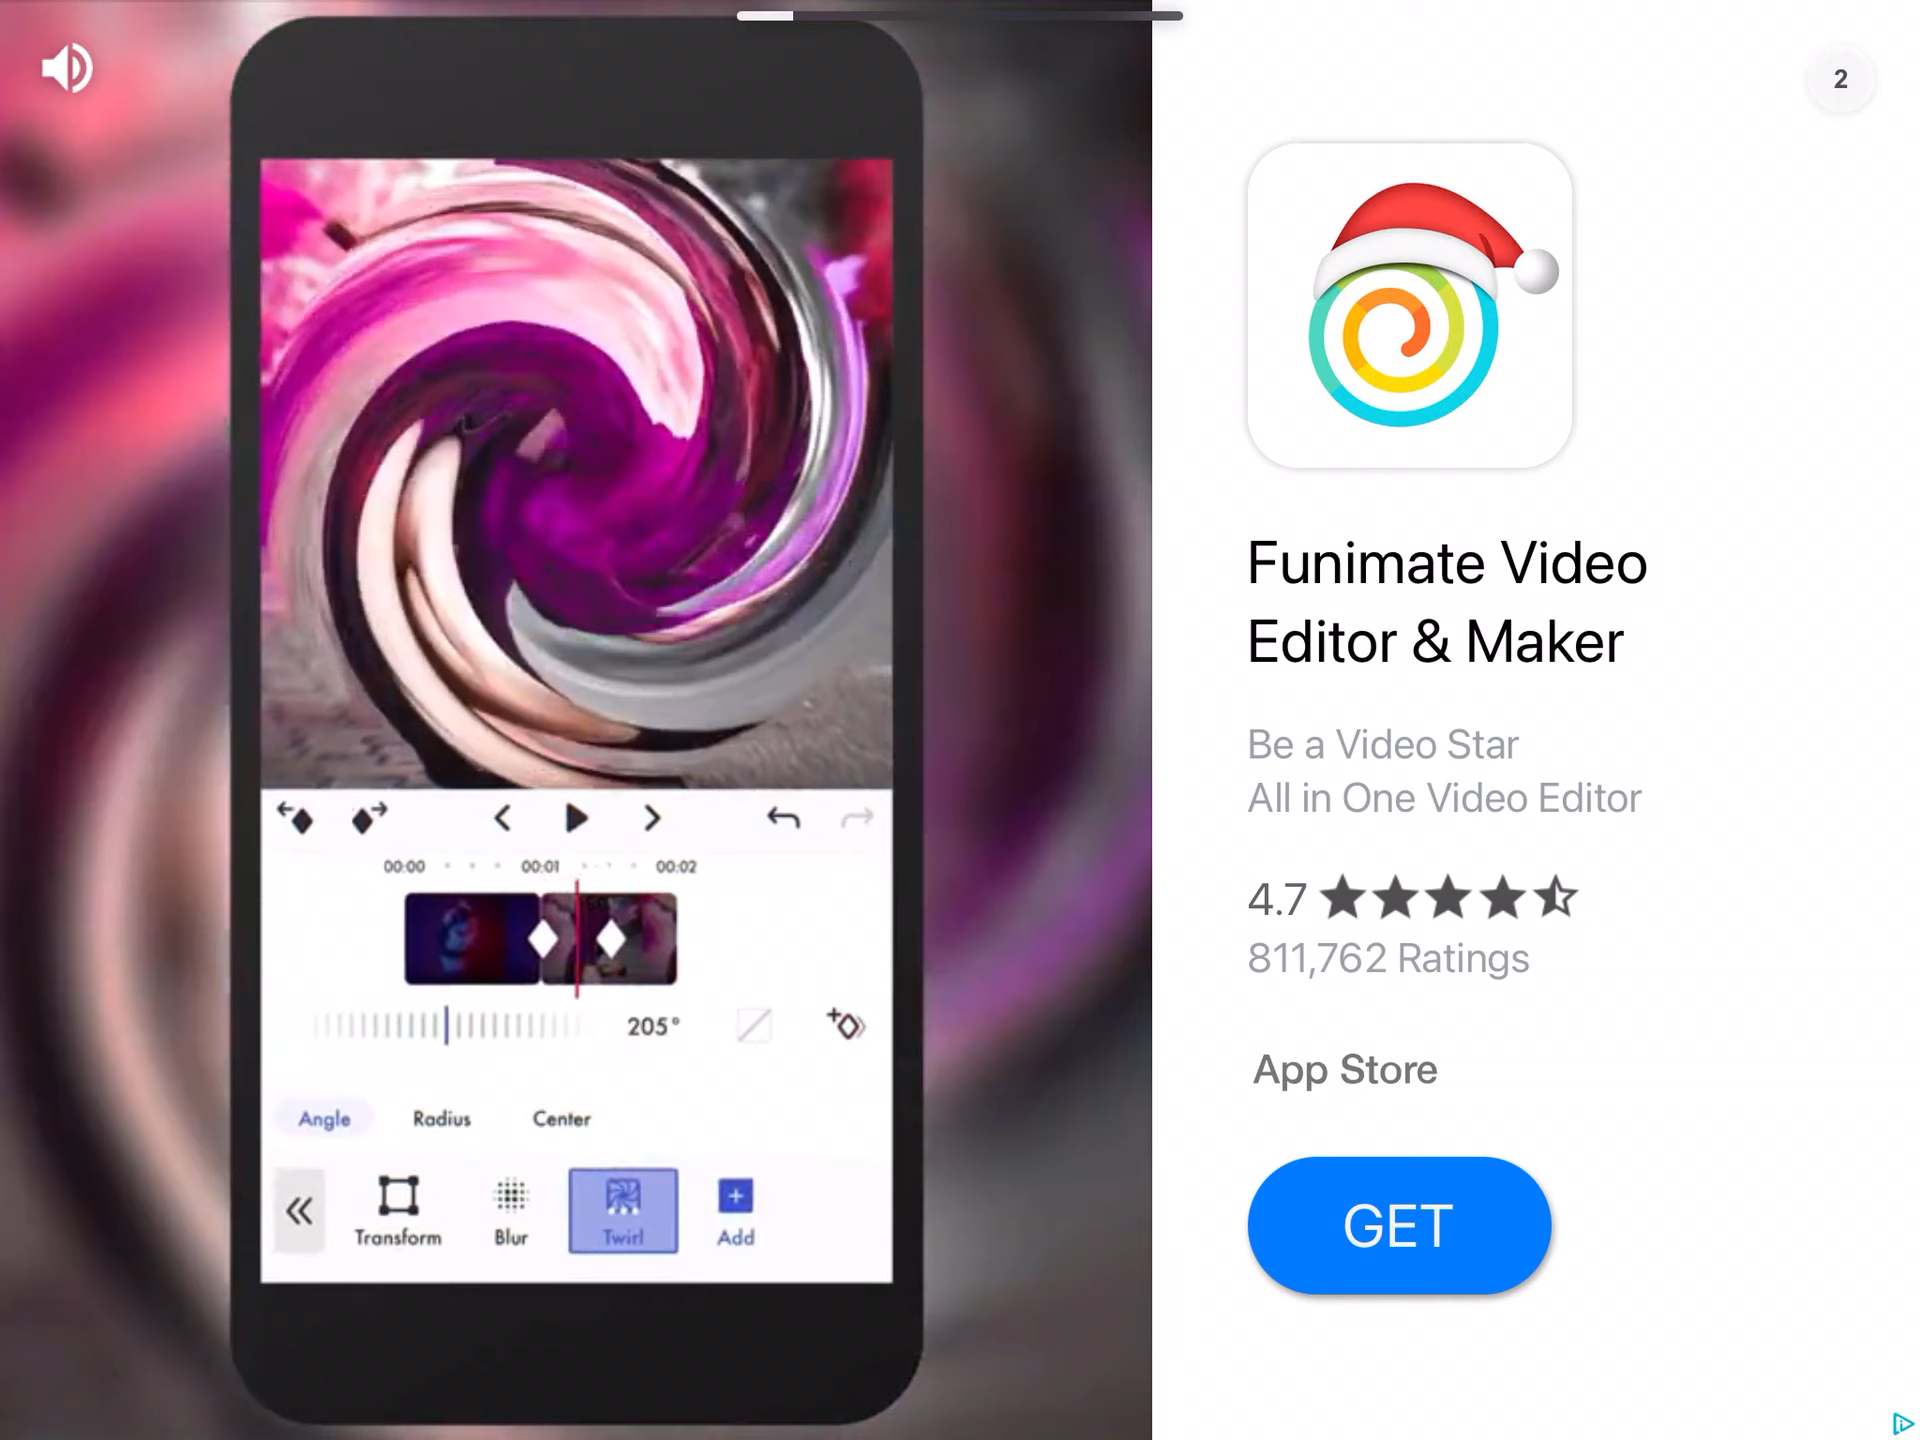 2
00:00 00:01 00:02
205°
Angle Radius Center
Transform Blur Twirl Add
Funimate Video
Editor & Maker
Be a Video Star
All in One Video Editor
4.7
811,762 Ratings
App Store
GET